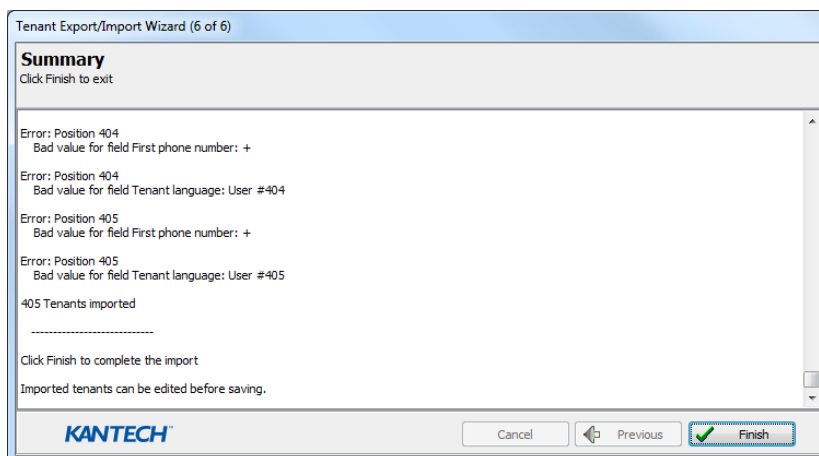 Tenant Export/Import Wizard (6 of 6)
Summary
Click Finish to exit
Error: Position 404
Bad value for field First phone number: +
Error: Position 404
Bad value for field Tenant language: User #404
Error: Position 405
Bad value for field First phone number: +
Error: Position 405
Bad value for field Tenant language: User #405
405 Tenants imported
----------------------------
Click Finish to complete the import
Imported tenants can be edited before saving.
KANTECH™
Cancel
Previous
Finish